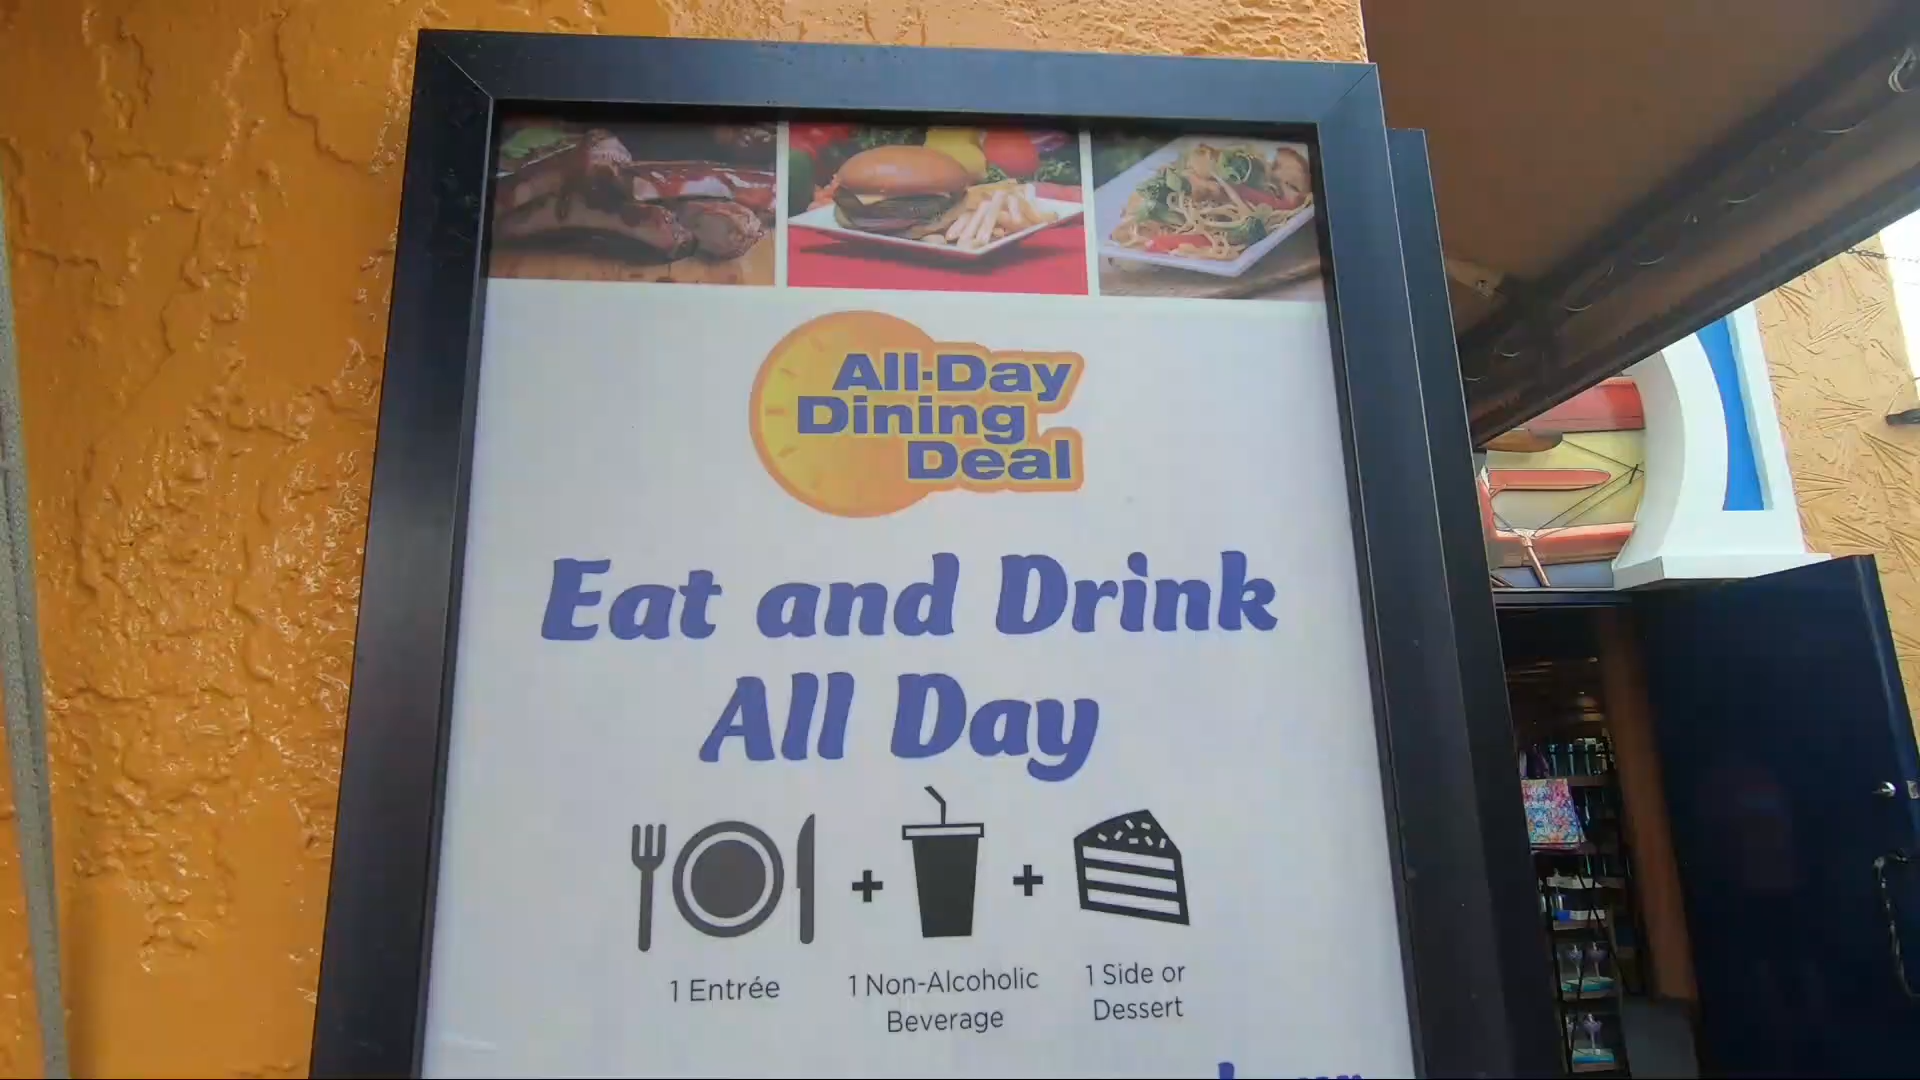 All-Day
Dining
Deal
Eat and Drink
All Day
1 Entrée
+
1 Non-Alcoholic
Beverage
+
1 Side or
Dessert